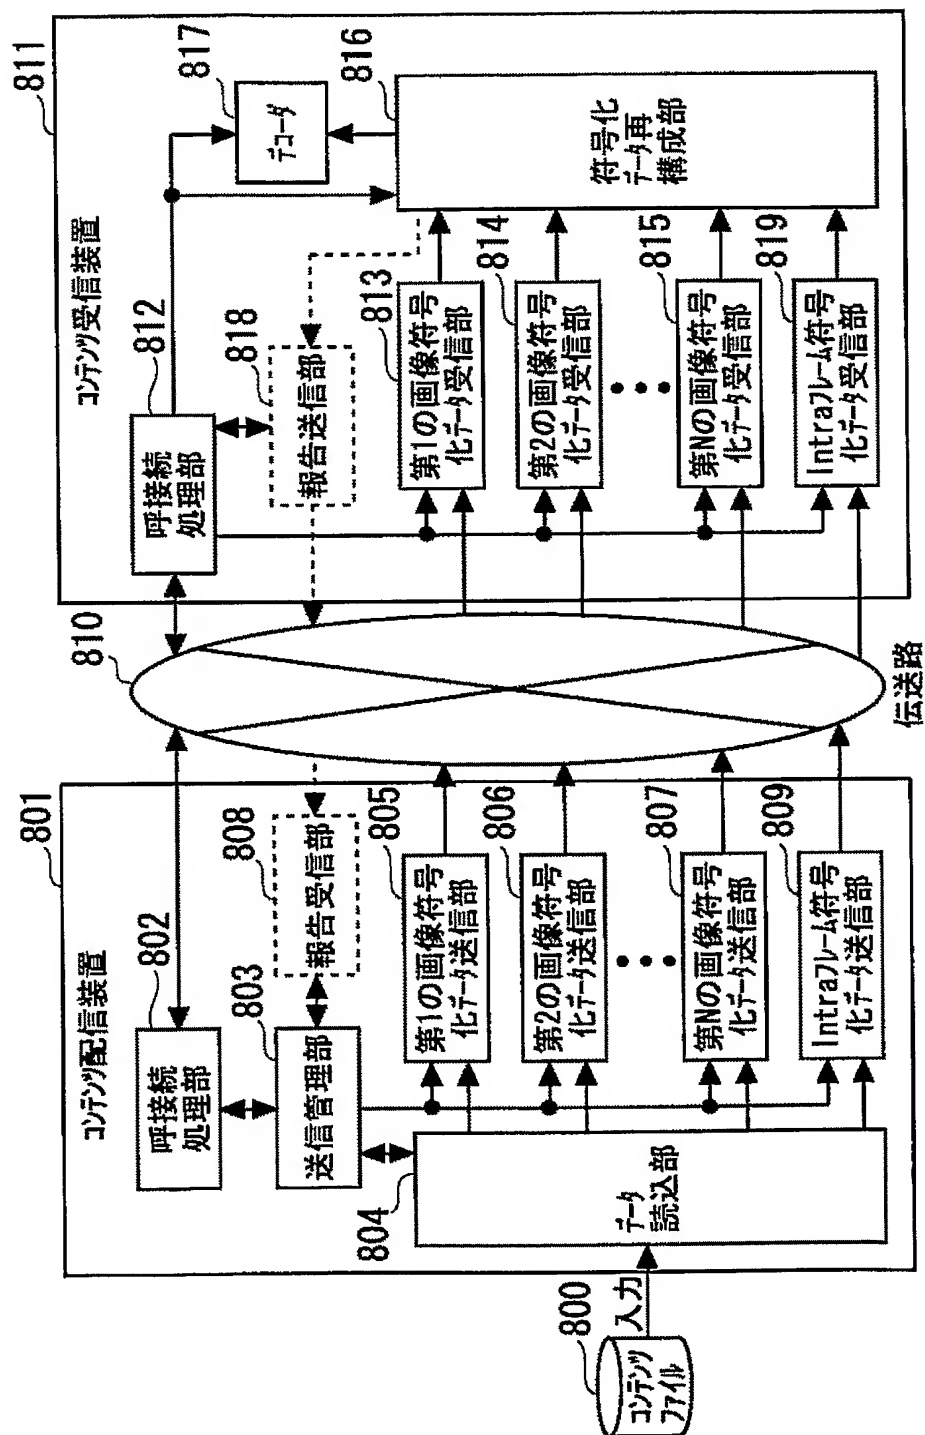 801
コンテンツ配信装置
802
呼接続
処理部
803
送信管理部
808
報告受信部
804
データ
読込部
800
コンテンツ
ファイル
入力
805
第1の画像符号
化データ送信部
806
第2の画像符号
化データ送信部
807
第Nの画像符号
化データ送信部
809
Intraフレーム符号
化データ送信部
810
伝送路
811
コンテンツ受信装置
812
呼接続
処理部
818
報告送信部
813
第1の画像符号
化データ受信部
814
第2の画像符号
化データ受信部
815
第Nの画像符号
化データ受信部
819
Intraフレーム符号
化データ受信部
817
デコーダ
816
符号化
データ再
構成部